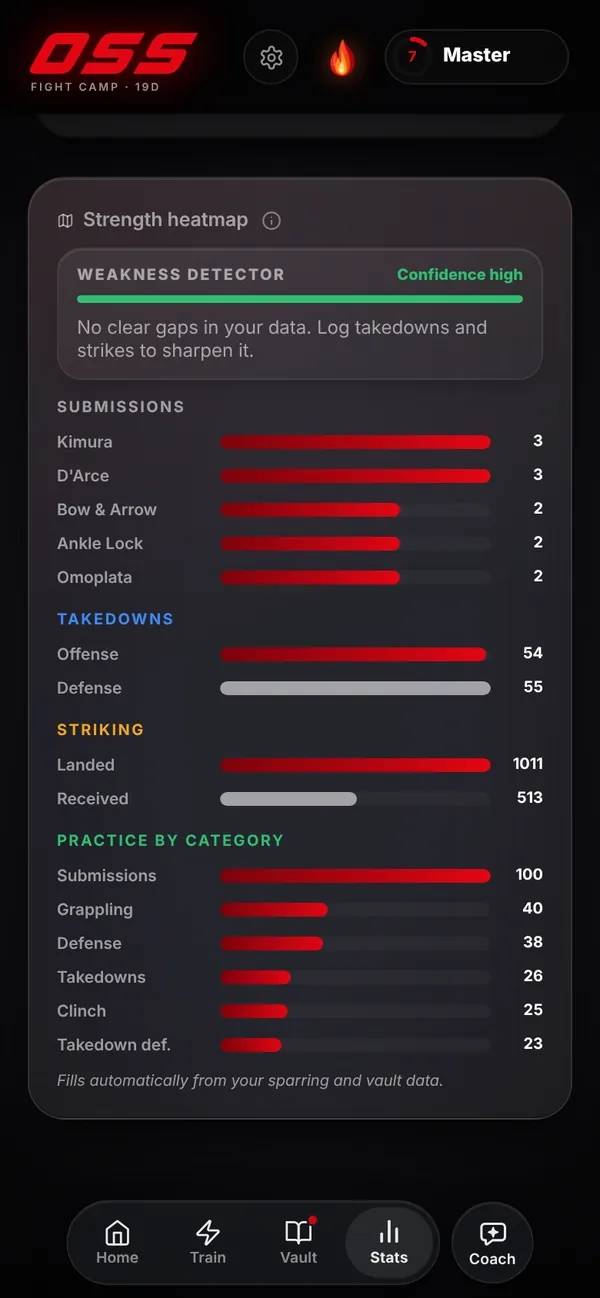 OSS
FIGHT CAMP · 19D
7
Master
Strength heatmap
WEAKNESS DETECTOR
Confidence high
No clear gaps in your data. Log takedowns and
strikes to sharpen it.
SUBMISSIONS
Kimura 3
D'Arce 3
Bow & Arrow 2
Ankle Lock 2
Omoplata 2
TAKEDOWNS
Offense 54
Defense 55
STRIKING
Landed 1011
Received 513
PRACTICE BY CATEGORY
Submissions 100
Grappling 40
Defense 38
Takedowns 26
Clinch 25
Takedown def. 23
Fills automatically from your sparring and vault data.
Home
Train
Vault
Stats
Coach